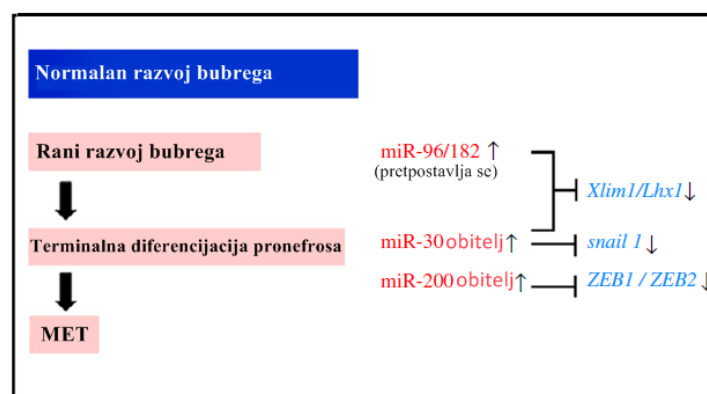 Normalan razvoj bubrega
Rani razvoj bubrega
miR-96/182 ↑
(pretpostavlja se)
Xlim1/Lhx1↓
Terminalna diferencijacija pronefrosa
miR-30 obitelj ↑
snail 1 ↓
miR-200 obitelj ↑
ZEB1 / ZEB2 ↓
MET